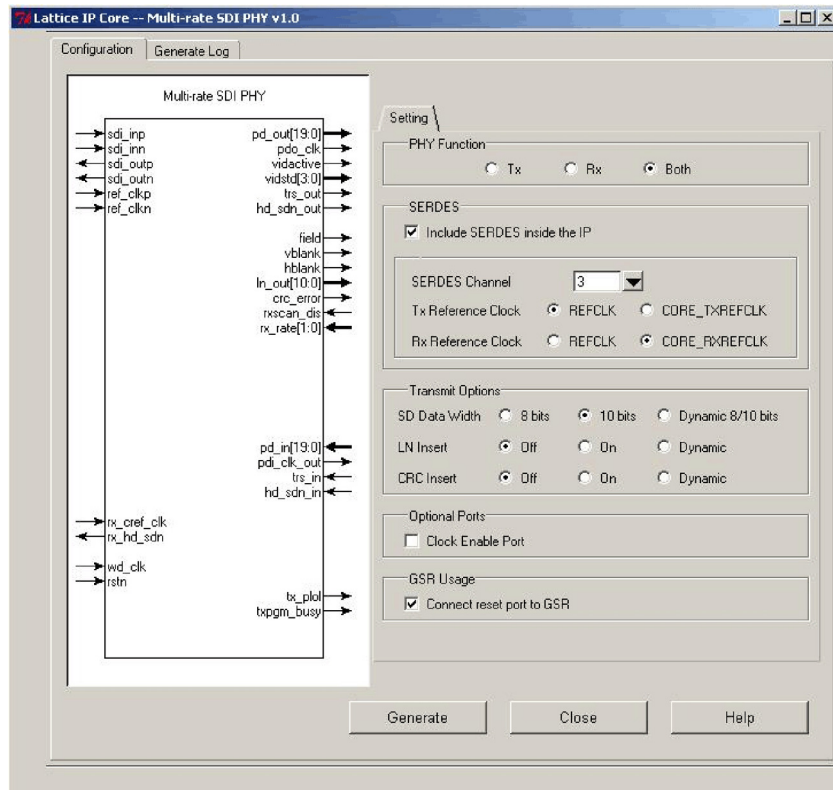 Lattice IP Core -- Multi-rate SDI PHY v1.0
Configuration
Generate Log
Multi-rate SDI PHY
sdi_inp
sdi_inn
sdi_outp
sdi_outn
ref_clkp
ref_clkn
rx_cref_clk
rx_hd_sdn
wd_clk
rstn
pd_out[19:0]
pdo_clk
vidactive
vidstd[3:0]
trs_out
hd_sdn_out
field
vblank
hblank
ln_out[10:0]
crc_error
rxscan_dis
rx_rate[1:0]
pd_in[19:0]
pdi_clk_out
trs_in
hd_sdn_in
tx_plol
txpgm_busy
Setting
PHY Function
Tx Rx Both
SERDES
Include SERDES inside the IP
SERDES Channel 3
Tx Reference Clock REFCLK CORE_TXREFCLK
Rx Reference Clock REFCLK CORE_RXREFCLK
Transmit Options
SD Data Width 8 bits 10 bits Dynamic 8/10 bits
LN Insert Off On Dynamic
CRC Insert Off On Dynamic
Optional Ports
Clock Enable Port
GSR Usage
Connect reset port to GSR
Generate Close Help